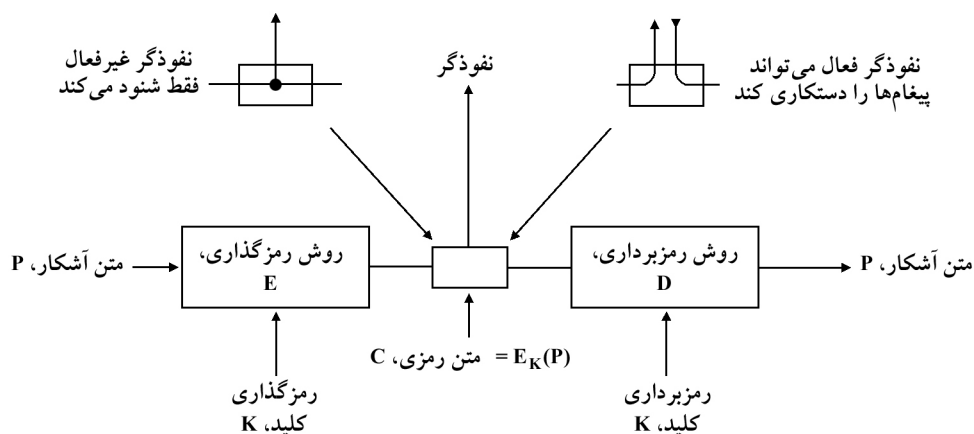 نفوذگر غیرفعال
فقط شنود می‌کند
نفوذگر
نفوذگر فعال می‌تواند
پیغام‌ها را دستکاری کند
متن آشکار، P
روش رمزگذاری،
E
روش رمزبرداری،
D
متن آشکار، P
متن رمزی، C = E_K(P)
رمزگذاری
کلید، K
رمزبرداری
کلید، K